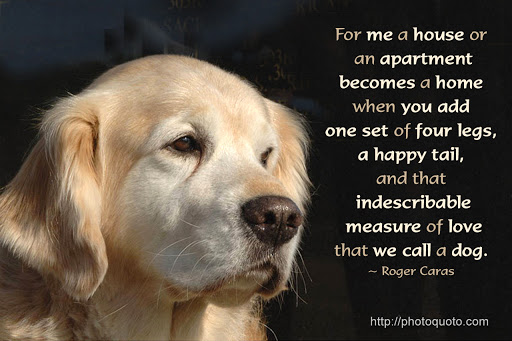 For me a house or
an apartment
becomes a home
when you add
one set of four legs,
a happy tail,
and that
indescribable
measure of love
that we call a dog.
~ Roger Caras
http://photoquoto.com